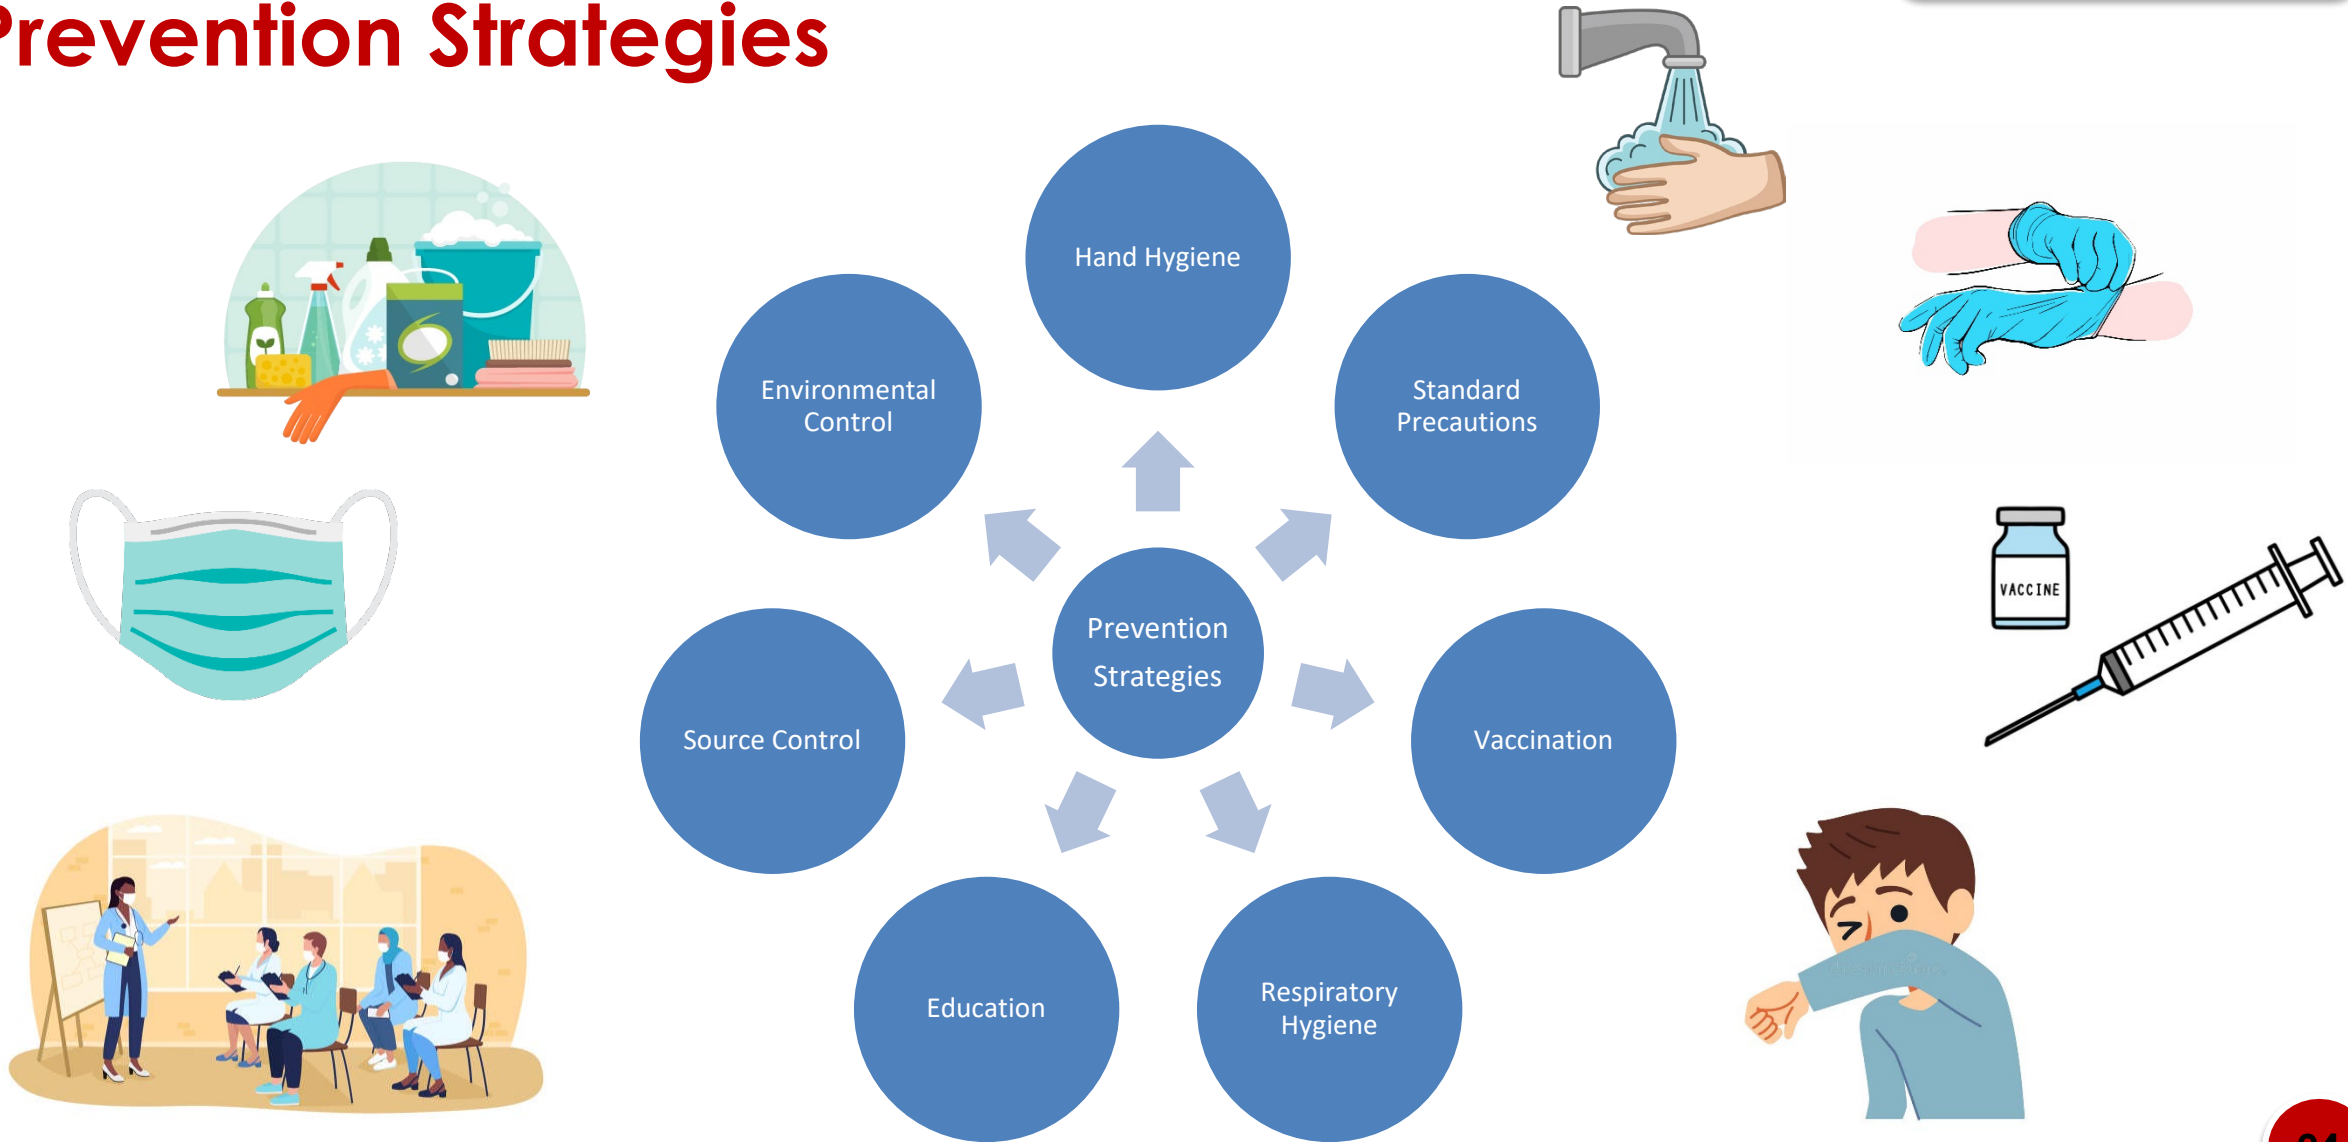 Prevention Strategies
Hand Hygiene
Environmental
Control
Standard
Precautions
VACCINE
Prevention
Strategies
Source Control
Vaccination
Education
Respiratory
Hygiene